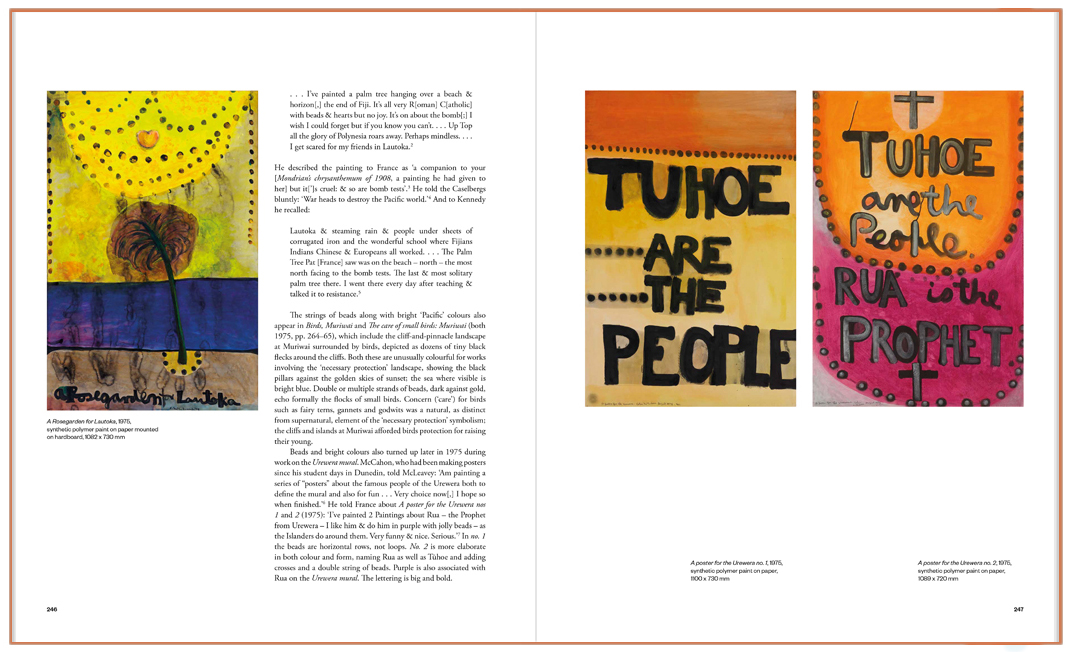 a Rosegarden for Lautoka
A Rosegarden for Lautoka, 1975,
synthetic polymer paint on paper mounted
on hardboard, 1082 x 730 mm
. . . I've painted a palm tree hanging over a beach &
horizon[,] the end of Fiji. It's all very R[oman] C[atholic]
with beads & hearts but no joy. It's on about the bomb[;] I
wish I could forget but if you know you can't. . . . Up Top
all the glory of Polynesia roars away. Perhaps mindless. . . .
I get scared for my friends in Lautoka.²
He described the painting to France as 'a companion to your
[Mondrian's chrysanthemum of 1908, a painting he had given to
her] but it[']s cruel: & so are bomb tests'.³ He told the Caselbergs
bluntly: 'War heads to destroy the Pacific world.'⁴ And to Kennedy
he recalled:
Lautoka & steaming rain & people under sheets of
corrugated iron and the wonderful school where Fijians
Indians Chinese & Europeans all worked. . . . The Palm
Tree Pat [France] saw was on the beach – north – the most
north facing to the bomb tests. The last & most solitary
palm tree there. I went there every day after teaching &
talked it to resistance.⁵
The strings of beads along with bright 'Pacific' colours also
appear in Birds, Muriwai and The care of small birds: Muriwai (both
1975, pp. 264–65), which include the cliff-and-pinnacle landscape
at Muriwai surrounded by birds, depicted as dozens of tiny black
flecks around the cliffs. Both these are unusually colourful for works
involving the 'necessary protection' landscape, showing the black
pillars against the golden skies of sunset; the sea where visible is
bright blue. Double or multiple strands of beads, dark against gold,
echo formally the flocks of small birds. Concern ('care') for birds
such as fairy terns, gannets and godwits was a natural, as distinct
from supernatural, element of the 'necessary protection' symbolism;
the cliffs and islands at Muriwai afforded birds protection for raising
their young.
Beads and bright colours also turned up later in 1975 during
work on the Urewera mural. McCahon, who had been making posters
since his student days in Dunedin, told McLeavey: 'Am painting a
series of "posters" about the famous people of the Urewera both to
define the mural and also for fun . . . Very choice now[,] I hope so
when finished.'⁶ He told France about A poster for the Urewera nos
1 and 2 (1975): 'I've painted 2 Paintings about Rua – the Prophet
from Urewera – I like him & do him in purple with jolly beads – as
the Islanders do around them. Very funny & nice. Serious.'⁷ In no. 1
the beads are horizontal rows, not loops. No. 2 is more elaborate
in both colour and form, naming Rua as well as Tūhoe and adding
crosses and a double string of beads. Purple is also associated with
Rua on the Urewera mural. The lettering is big and bold.
246
TUHOE
ARE
THE
PEOPLE
A poster for the Urewera no. 1, 1975,
synthetic polymer paint on paper,
1100 x 730 mm
TUHOE
are the
People.
RUA is the
PROPHET
A poster for the Urewera no. 2, 1975,
synthetic polymer paint on paper,
1089 x 720 mm
247